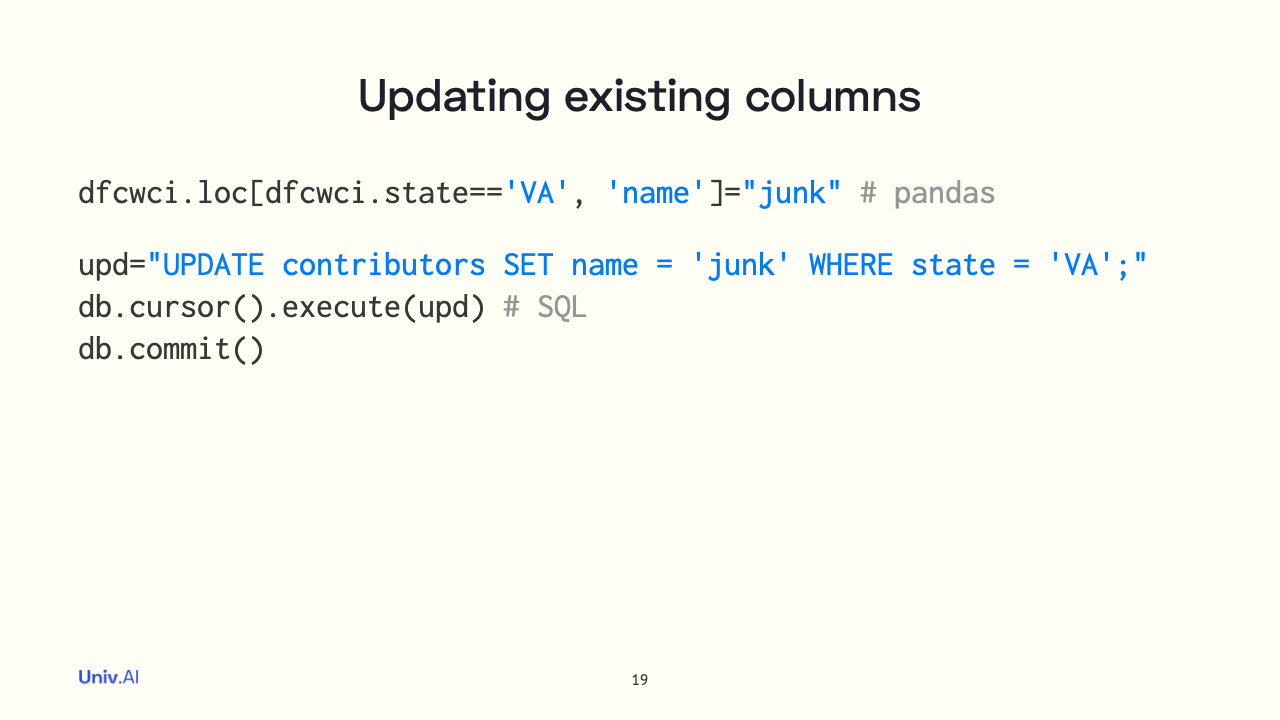 Updating existing columns
dfcwci.loc[dfcwci.state=='VA', 'name']="junk" # pandas
upd="UPDATE contributors SET name = 'junk' WHERE state = 'VA';"
db.cursor().execute(upd) # SQL
db.commit()
Univ.AI
19